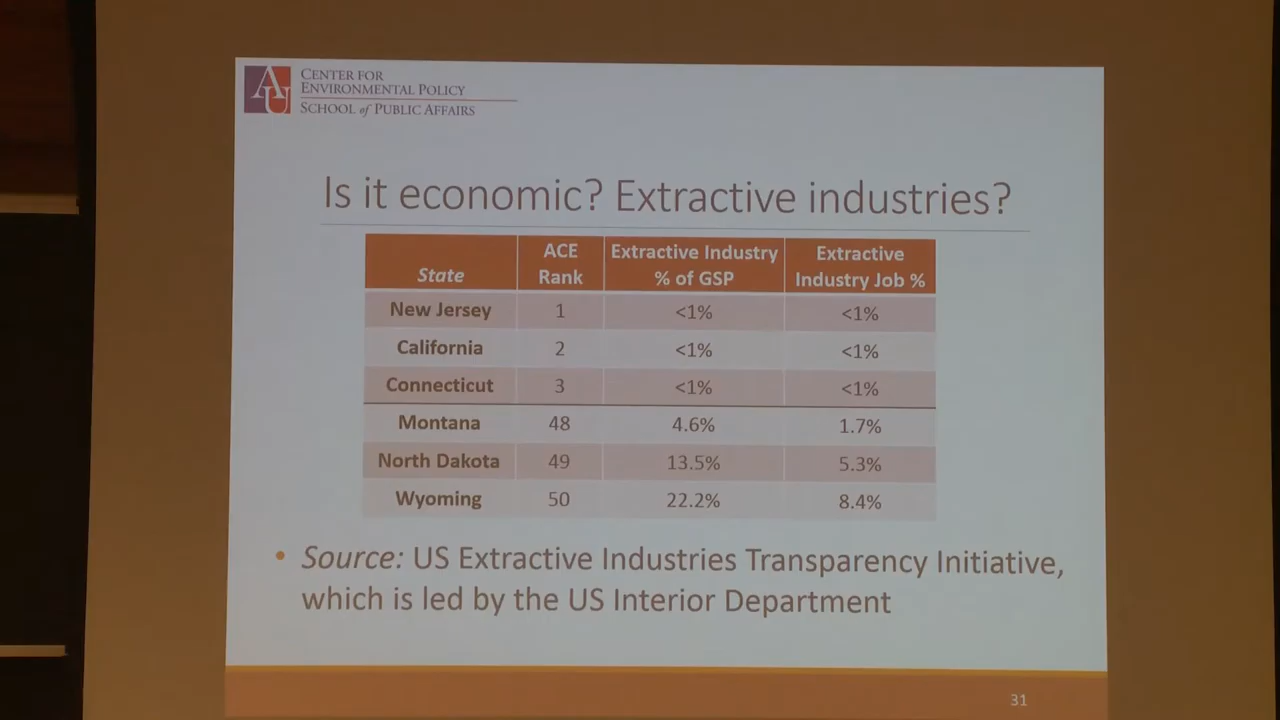 AU
CENTER FOR
ENVIRONMENTAL POLICY
SCHOOL of PUBLIC AFFAIRS
Is it economic? Extractive industries?
State ACE Rank Extractive Industry % of GSP Extractive Industry Job %
New Jersey 1 <1% <1%
California 2 <1% <1%
Connecticut 3 <1% <1%
Montana 48 4.6% 1.7%
North Dakota 49 13.5% 5.3%
Wyoming 50 22.2% 8.4%
• Source: US Extractive Industries Transparency Initiative,
which is led by the US Interior Department
31